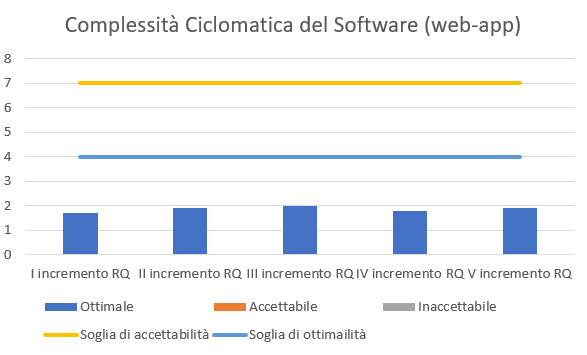 Complessità Ciclomatica del Software (web-app)
8
7
6
5
4
3
2
1
0
I incremento RQ II incremento RQ III incremento RQ IV incremento RQ V incremento RQ
Ottimale Accettabile Inaccettabile
Soglia di accettabilità Soglia di ottimailità